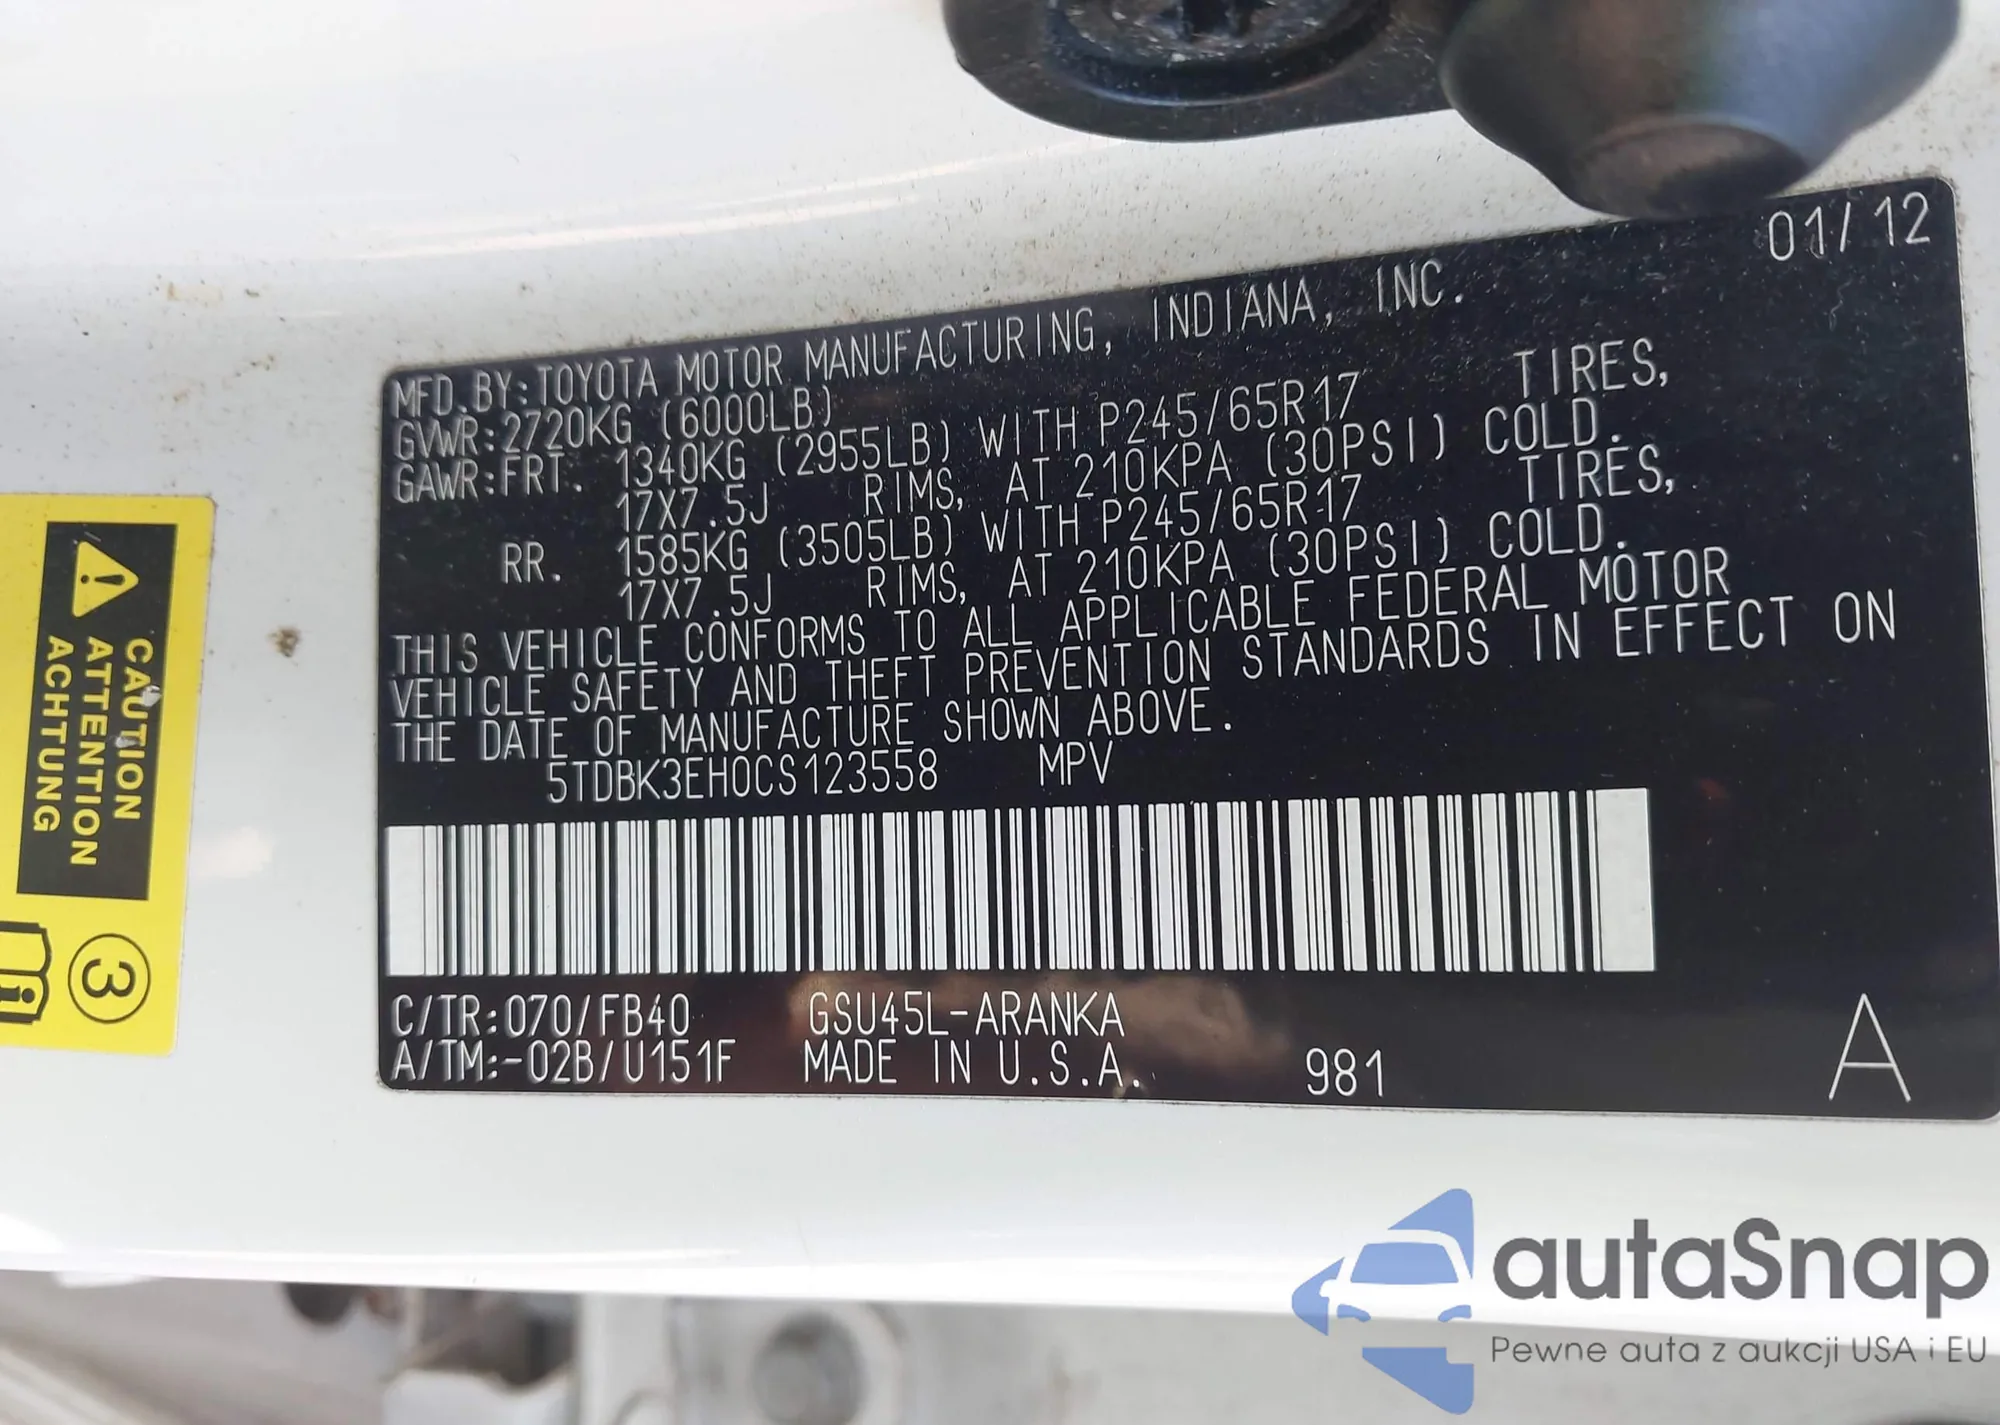 01/12
MFD.BY:TOYOTA MOTOR MANUFACTURING, INDIANA, INC.
GVWR:2720KG (6000LB)
GAWR:FRT. 1340KG (2955LB) WITH P245/65R17 TIRES,
17X7.5J RIMS, AT 210KPA (30PSI) COLD.
RR. 1585KG (3505LB) WITH P245/65R17 TIRES,
17X7.5J RIMS, AT 210KPA (30PSI) COLD.
THIS VEHICLE CONFORMS TO ALL APPLICABLE FEDERAL MOTOR
VEHICLE SAFETY AND THEFT PREVENTION STANDARDS IN EFFECT ON
THE DATE OF MANUFACTURE SHOWN ABOVE.
5TDBK3EH0CS123558 MPV
C/TR:070/FB40 GSU45L-ARANKA
A/TM:-02B/U151F MADE IN U.S.A. 981 A
CAUTION
ATTENTION
ACHTUNG
3
i
autaSnap
Pewne auta z aukcji USA i EU